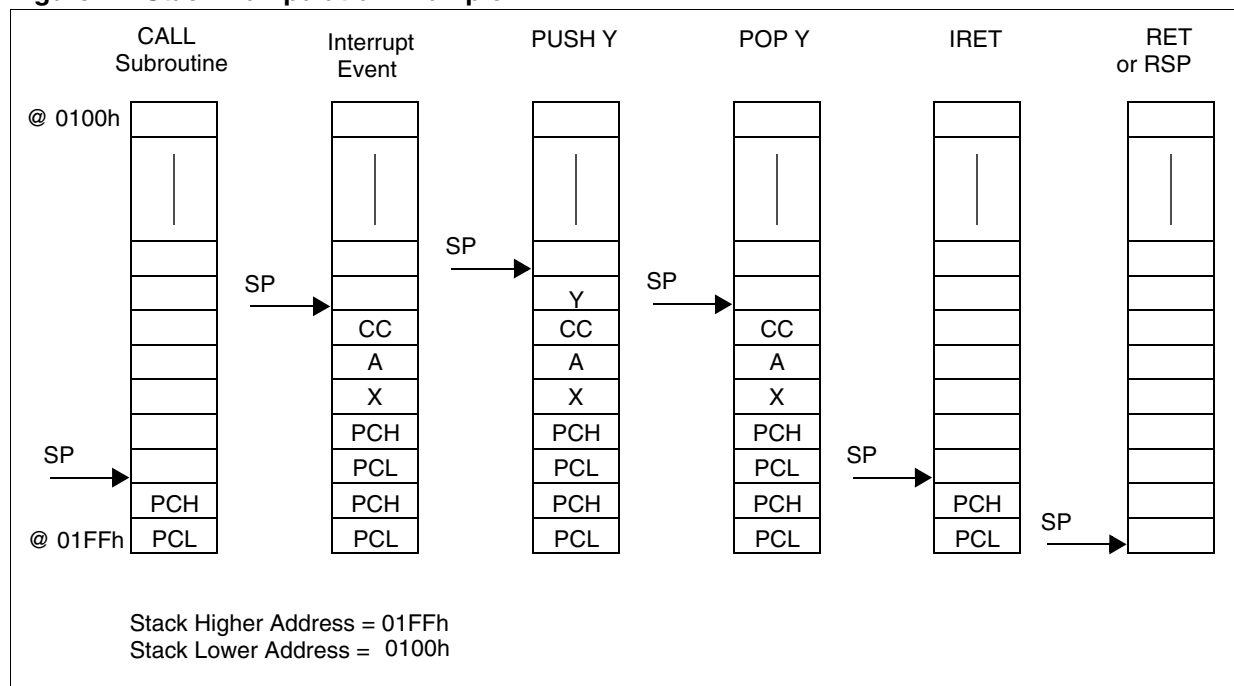 CALL
Subroutine
Interrupt
Event
PUSH Y
POP Y
IRET
RET
or RSP
@ 0100h
SP
SP
SP
Y
CC
CC
CC
A
A
A
X
X
X
PCH
PCH
PCH
SP
SP
PCL
PCL
PCL
PCH
PCH
PCH
PCH
PCH
SP
@ 01FFh
PCL
PCL
PCL
PCL
PCL
Stack Higher Address = 01FFh
Stack Lower Address = 0100h